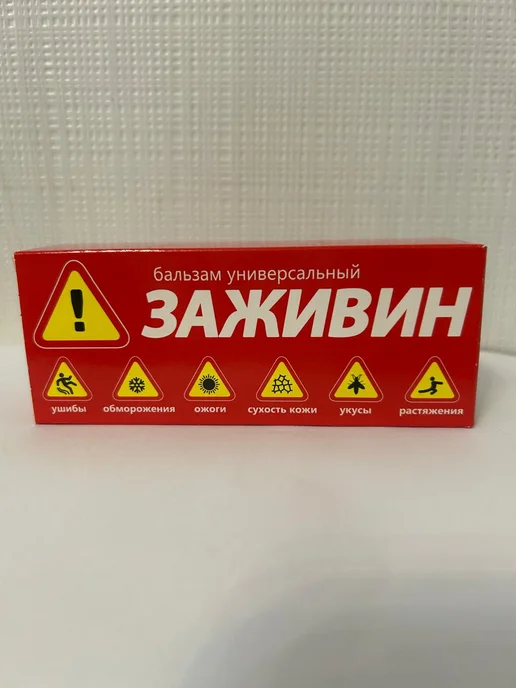 бальзам универсальный
!
ЗАЖИВИН
ушибы обморожения ожоги сухость кожи укусы растяжения